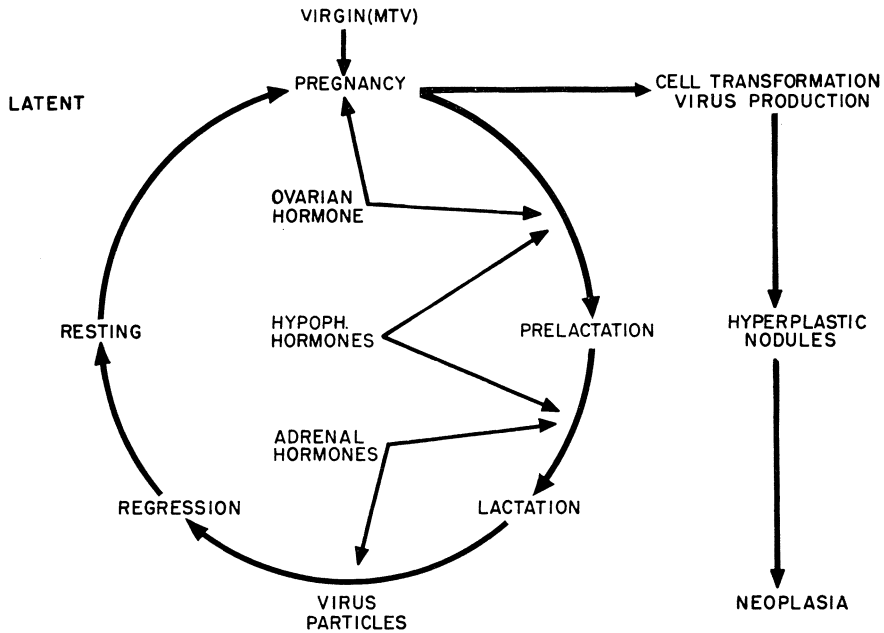 VIRGIN(MTV)
PREGNANCY
CELL TRANSFORMATION
VIRUS PRODUCTION
LATENT
OVARIAN
HORMONE
HYPOPH.
HORMONES
RESTING
PRELACTATION
HYPERPLASTIC
NODULES
ADRENAL
HORMONES
REGRESSION
LACTATION
VIRUS
PARTICLES
NEOPLASIA